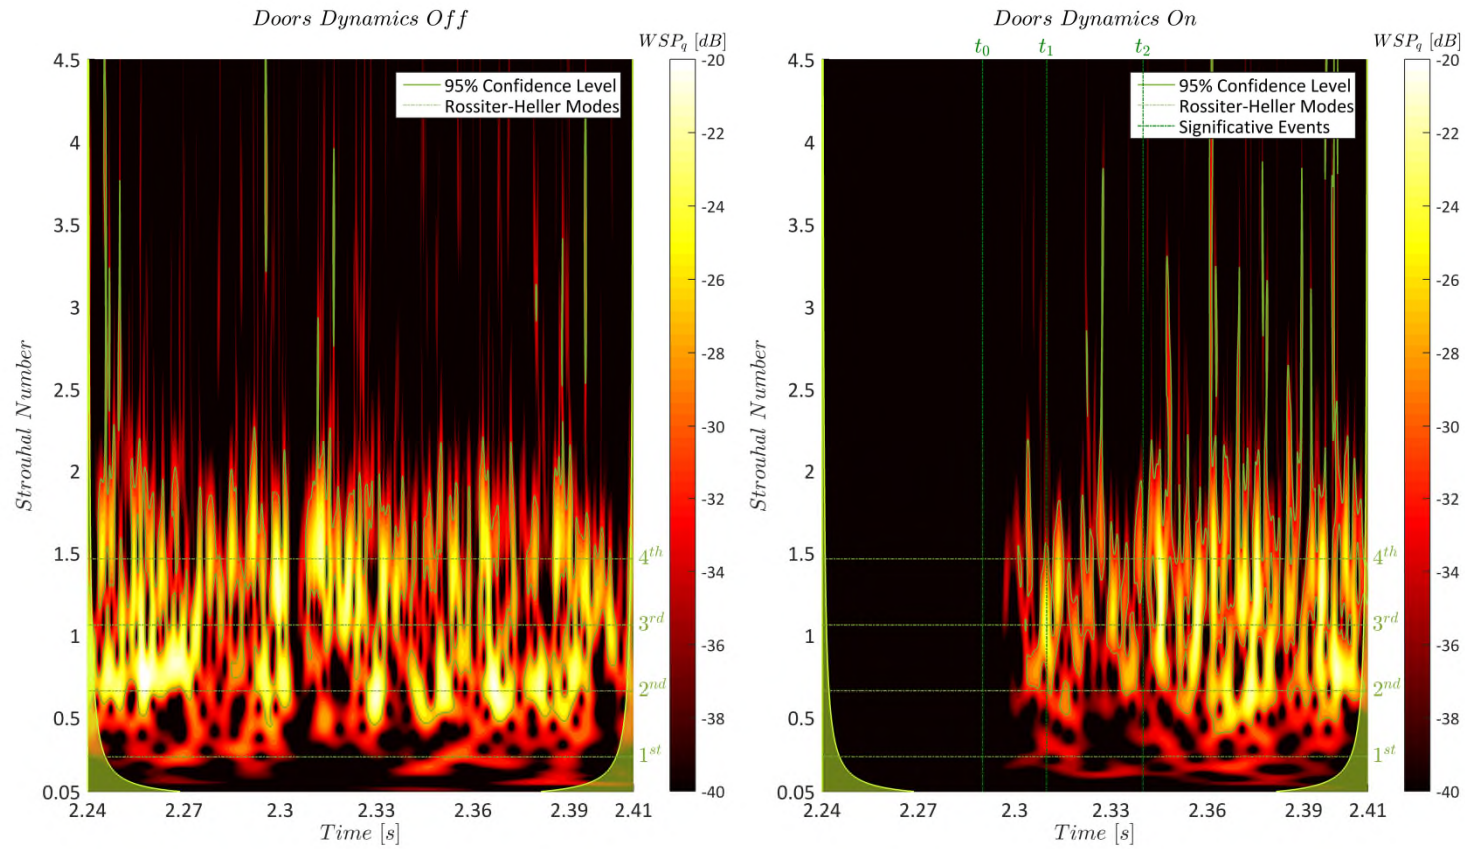 Doors Dynamics Off
WSPq [dB]
95% Confidence Level
Rossiter-Heller Modes
4.5
4
3.5
3
2.5
2
1.5
1
0.5
0.05
Strouhal Number
4th
3rd
2nd
1st
-20
-22
-24
-26
-28
-30
-32
-34
-36
-38
-40
2.24 2.27 2.3 2.33 2.36 2.39 2.41
Time [s]
Doors Dynamics On
t0 t1 t2
WSPq [dB]
95% Confidence Level
Rossiter-Heller Modes
Significative Events
4.5
4
3.5
3
2.5
2
1.5
1
0.5
0.05
Strouhal Number
4th
3rd
2nd
1st
-20
-22
-24
-26
-28
-30
-32
-34
-36
-38
-40
2.24 2.27 2.3 2.33 2.36 2.39 2.41
Time [s]